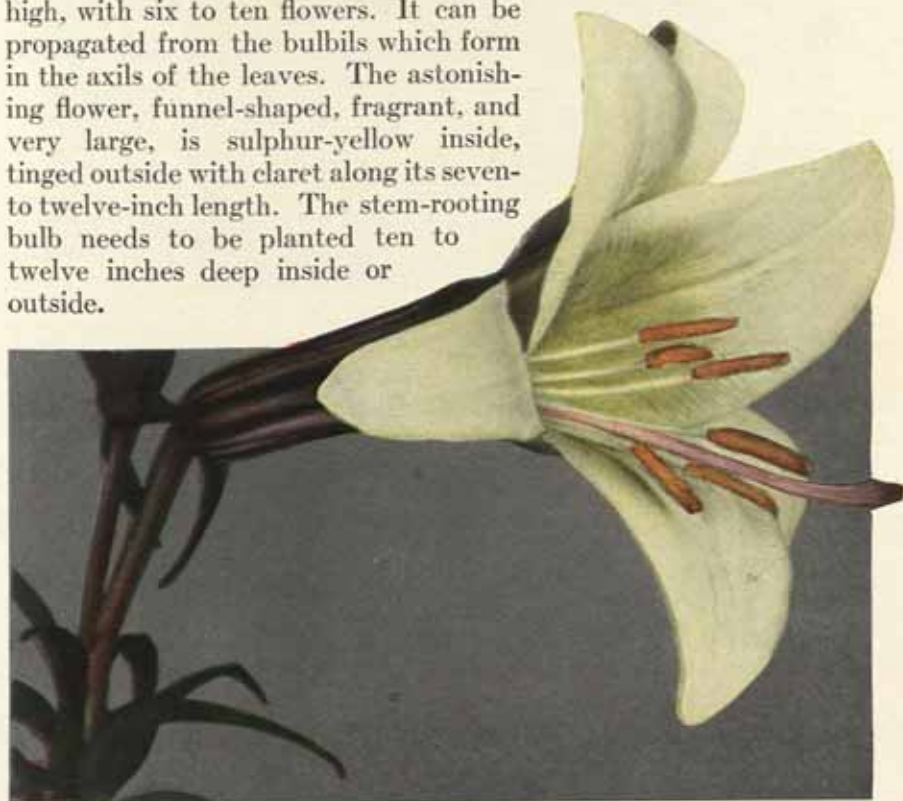 high, with six to ten flowers. It can be
propagated from the bulbils which form
in the axils of the leaves. The astonish-
ing flower, funnel-shaped, fragrant, and
very large, is sulphur-yellow inside,
tinged outside with claret along its seven-
to twelve-inch length. The stem-rooting
bulb needs to be planted ten to
twelve inches deep inside or
outside.